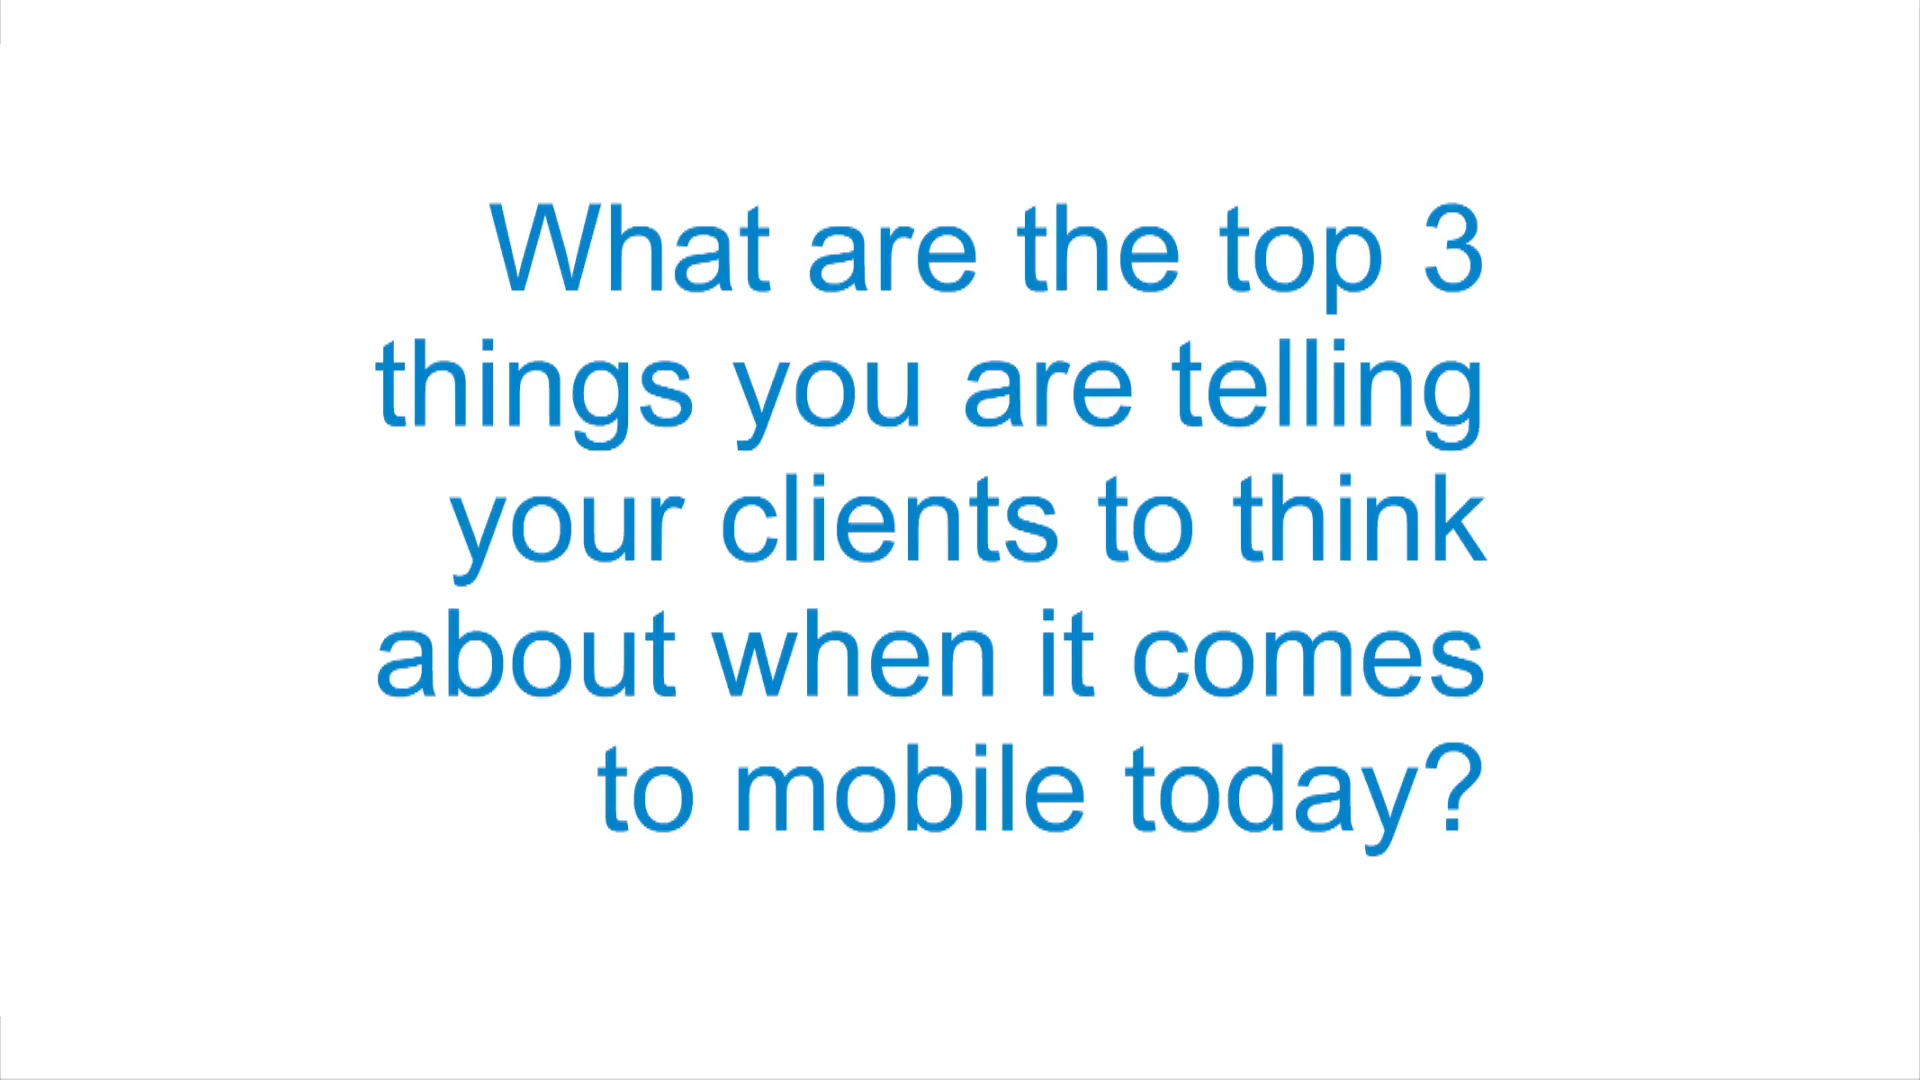 What are the top 3
things you are telling
your clients to think
about when it comes
to mobile today?